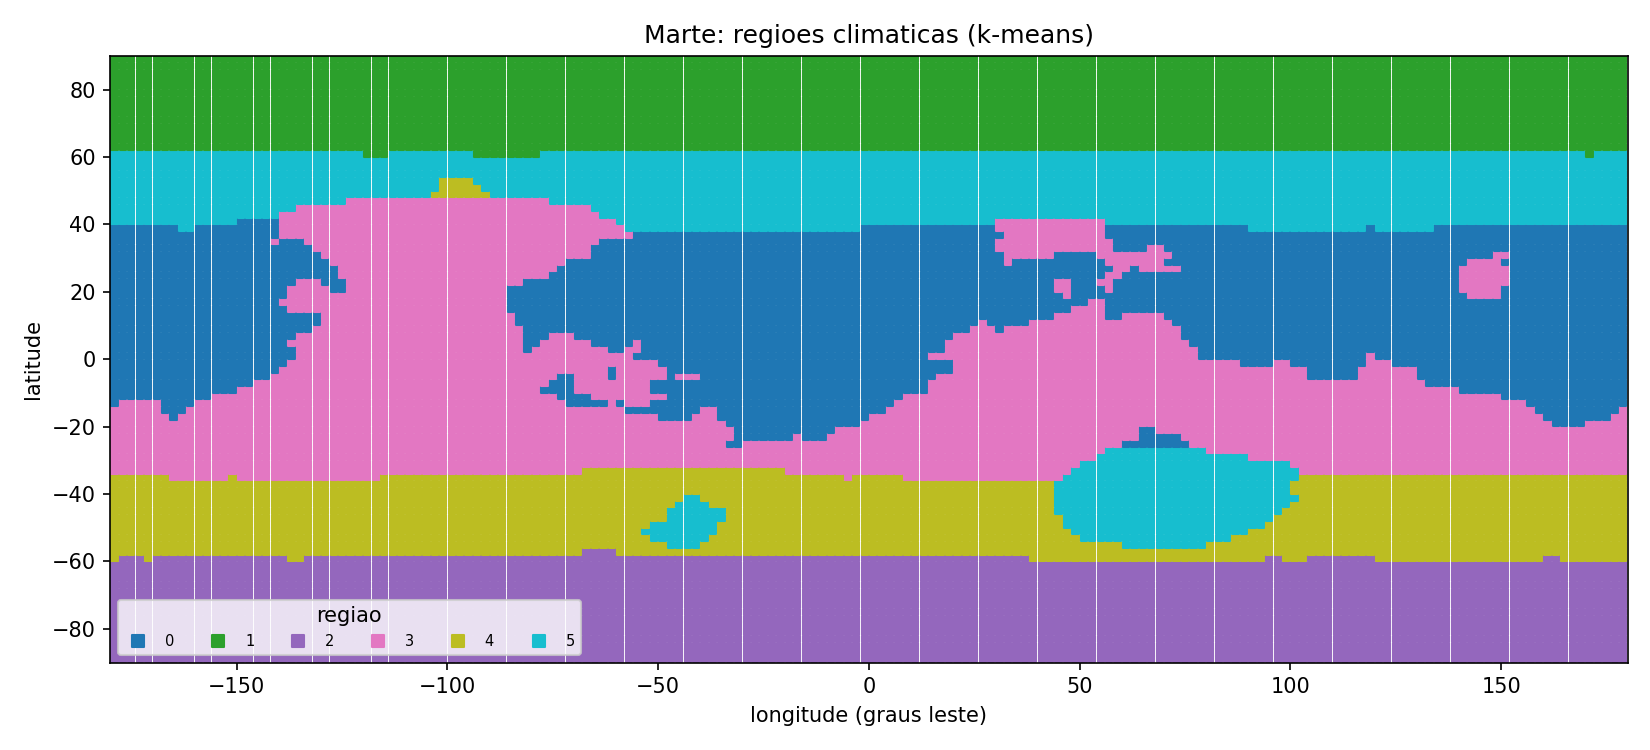 Marte: regioes climaticas (k-means)
latitude
80
60
40
20
0
−20
−40
−60
−80
regiao
0 1 2 3 4 5
−150 −100 −50 0 50 100 150
longitude (graus leste)